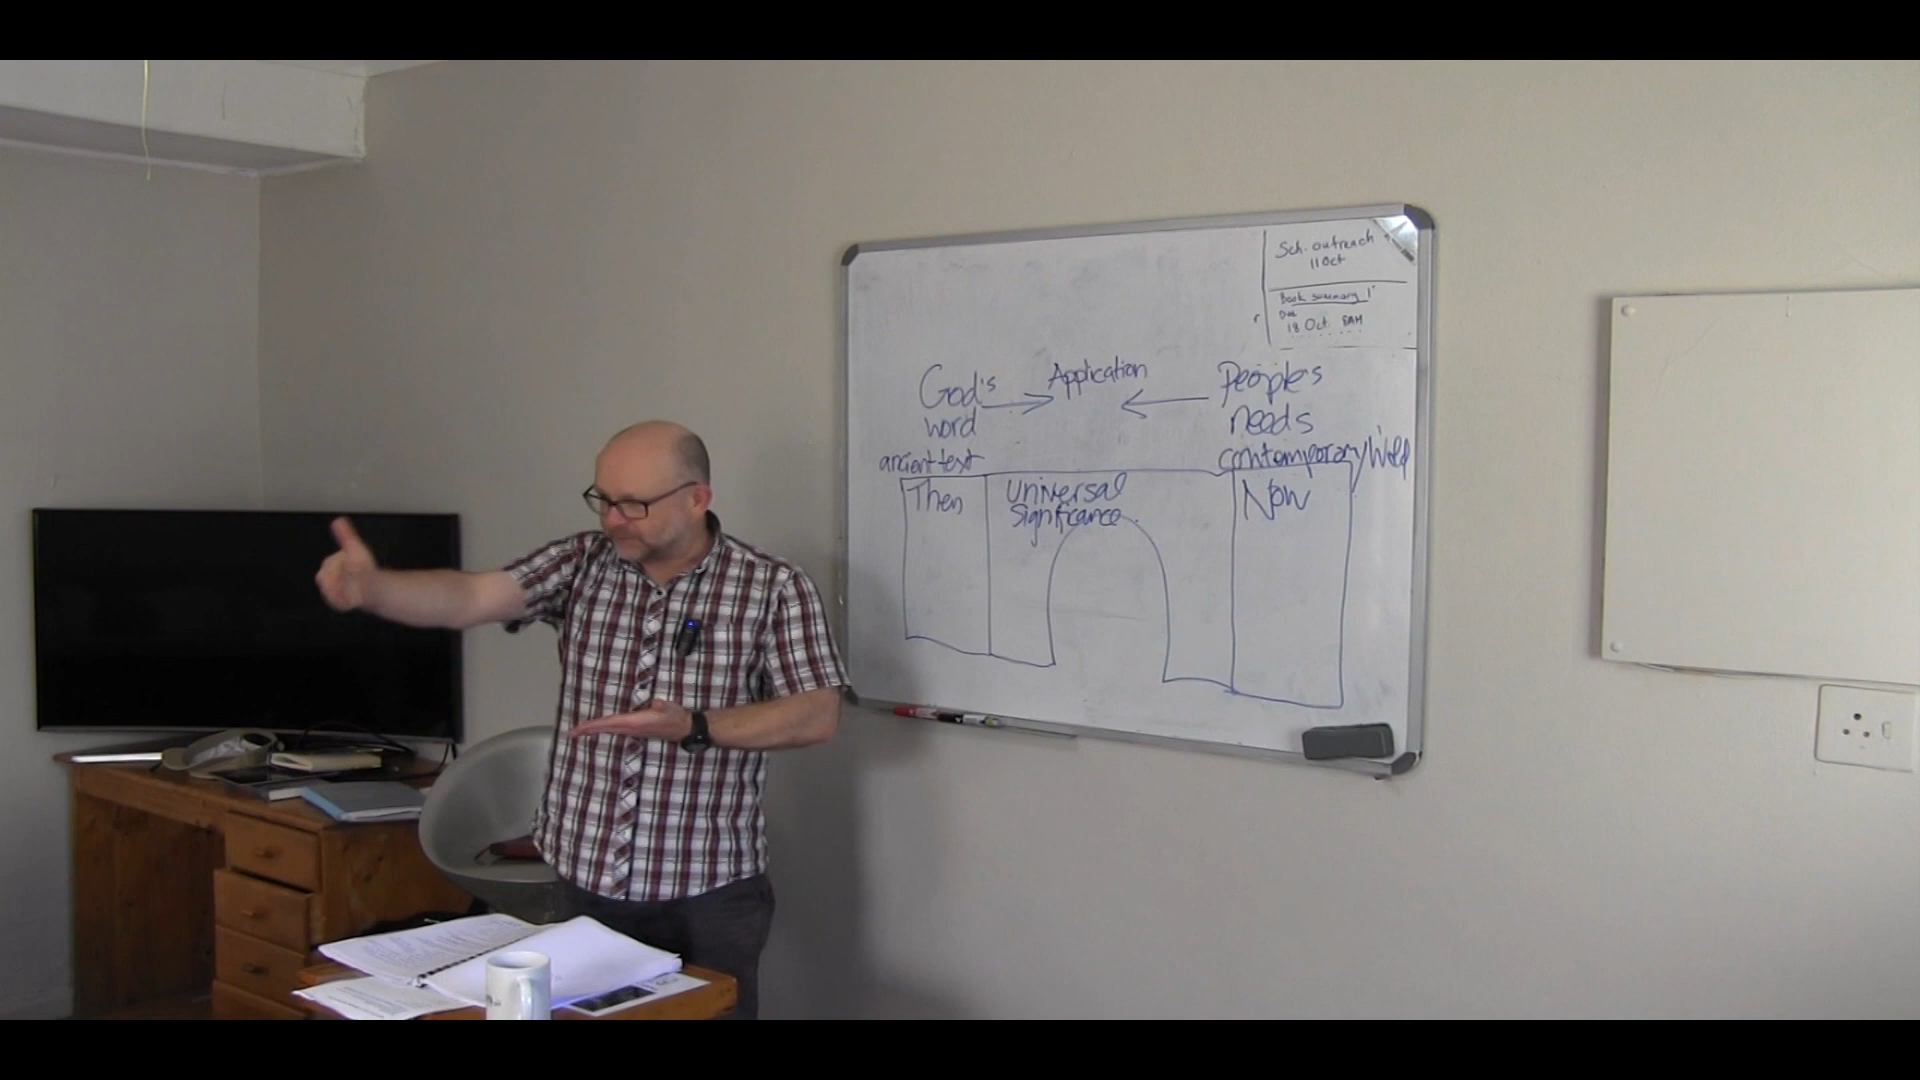 Sch. outreach
11 Oct
Book summary 1
Due
18 Oct 8AM
God's
word
Application
People's
needs
ancient text
contemporary World
Then
Universal
Significance
Now